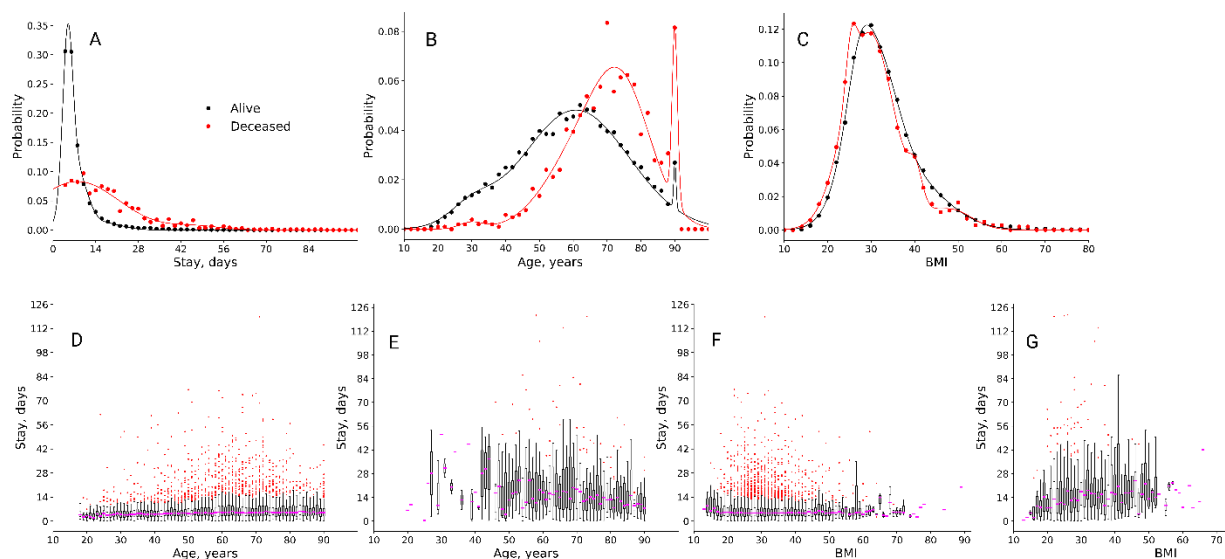 A
B
C
0.35
0.30
0.25
0.20
0.15
0.10
0.05
0.00
Probability
0 14 28 42 56 70 84
Stay, days
Alive
Deceased
0.08
0.06
0.04
0.02
0.00
Probability
10 20 30 40 50 60 70 80 90
Age, years
0.12
0.10
0.08
0.06
0.04
0.02
0.00
Probability
10 20 30 40 50 60 70 80
BMI
D
E
F
G
126
112
98
84
70
56
42
28
14
0
Stay, days
10 20 30 40 50 60 70 80 90
Age, years
126
112
98
84
70
56
42
28
14
0
Stay, days
10 20 30 40 50 60 70 80 90
Age, years
126
112
98
84
70
56
42
28
14
0
Stay, days
10 20 30 40 50 60 70 80 90
BMI
126
112
98
84
70
56
42
28
14
0
Stay, days
10 20 30 40 50 60 70
BMI